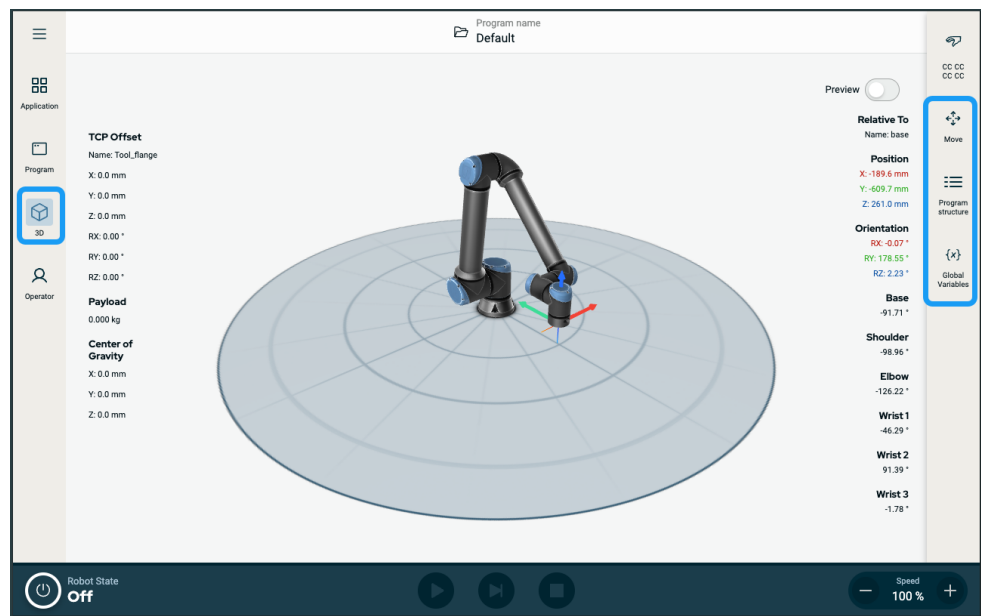 Program name
Default
Application
Program
3D
Operator
TCP Offset
Name: Tool_flange
X: 0.0 mm
Y: 0.0 mm
Z: 0.0 mm
RX: 0.00 °
RY: 0.00 °
RZ: 0.00 °
Payload
0.000 kg
Center of
Gravity
X: 0.0 mm
Y: 0.0 mm
Z: 0.0 mm
Preview
Relative To
Name: base
Position
X: -189.6 mm
Y: -609.7 mm
Z: 261.0 mm
Orientation
RX: -0.07 °
RY: 178.55 °
RZ: 2.23 °
Base
-91.71 °
Shoulder
-98.96 °
Elbow
-126.22 °
Wrist 1
-46.29 °
Wrist 2
91.39 °
Wrist 3
-1.78 °
CC CC
CC CC
Move
Program
structure
{x}
Global
Variables
Robot State
Off
Speed
100 %